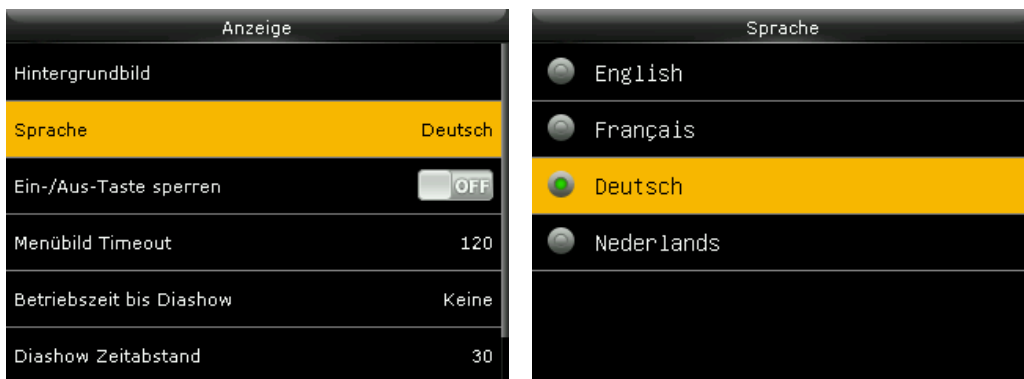 Anzeige
Hintergrundbild
Sprache Deutsch
Ein-/Aus-Taste sperren OFF
Menübild Timeout 120
Betriebszeit bis Diashow Keine
Diashow Zeitabstand 30
Sprache
English
Français
Deutsch
Nederlands